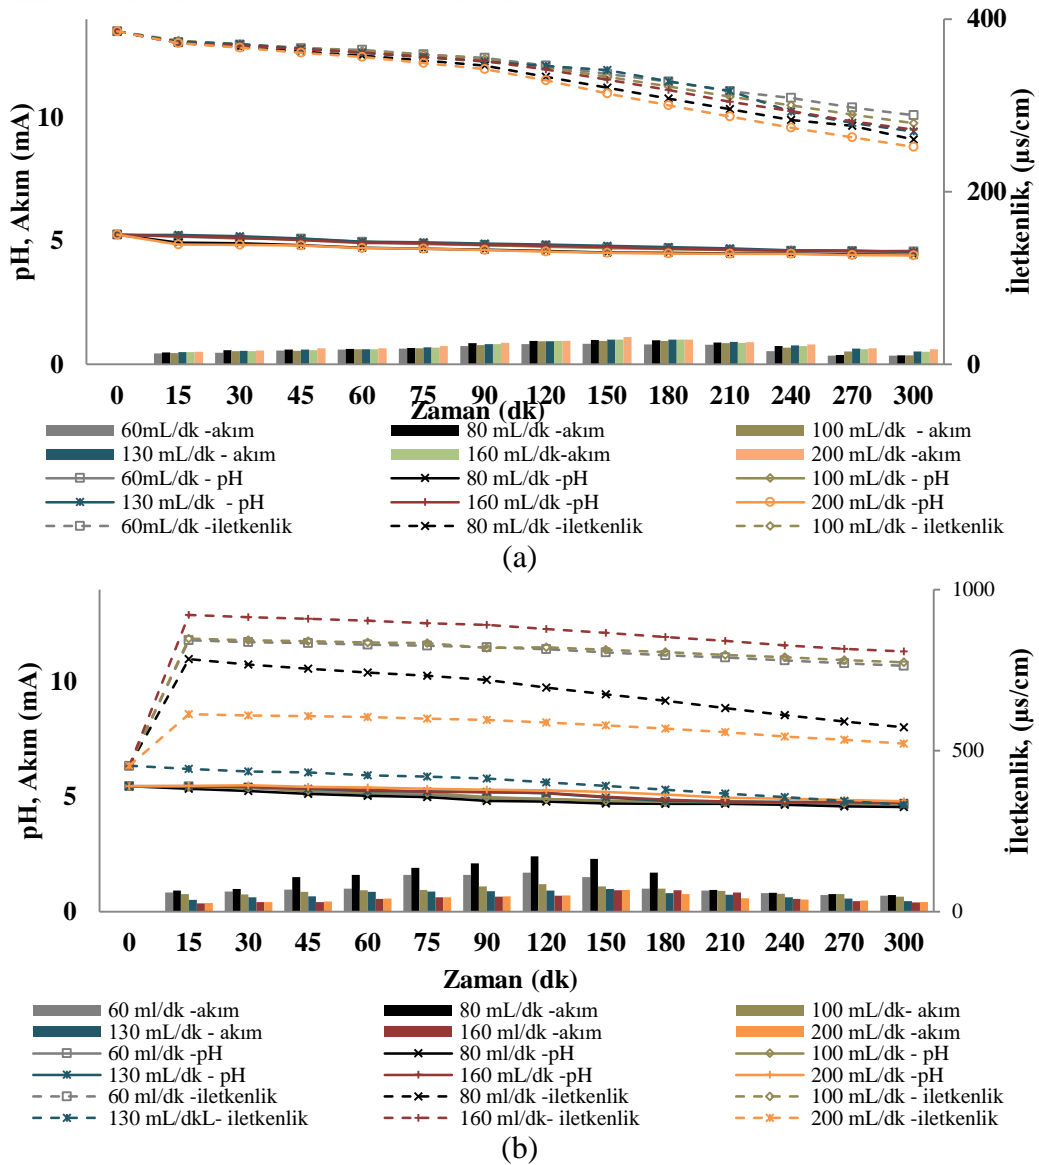 400
10
200
5
0
0
pH, Akım (mA)
İletkenlik, (µs/cm)
0 15 30 45 60 75 90 120 150 180 210 240 270 300
Zaman (dk)
60mL/dk -akım 80 mL/dk -akım 100 mL/dk - akım
130 mL/dk - akım 160 mL/dk-akım 200 mL/dk -akım
60mL/dk - pH 80 mL/dk -pH 100 mL/dk - pH
130 mL/dk - pH 160 mL/dk -pH 200 mL/dk -pH
60mL/dk -iletkenlik 80 mL/dk -iletkenlik 100 mL/dk - iletkenlik
(a)
1000
10
500
5
0
0
pH, Akım (mA)
İletkenlik, (µs/cm)
0 15 30 45 60 75 90 120 150 180 210 240 270 300
Zaman (dk)
60 ml/dk -akım 80 mL/dk -akım 100 mL/dk- akım
130 mL/dk - akım 160 ml/dk -akım 200 mL/dk -akım
60 ml/dk -pH 80 ml/dk -pH 100 mL/dk - pH
130 mL/dk - pH 160 mL/dk -pH 200 mL/dk -pH
60 ml/dk -iletkenlik 80 ml/dk -iletkenlik 100 mL/dk - iletkenlik
130 mL/dkL- iletkenlik 160 ml/dk- iletkenlik 200 mL/dk -iletkenlik
(b)